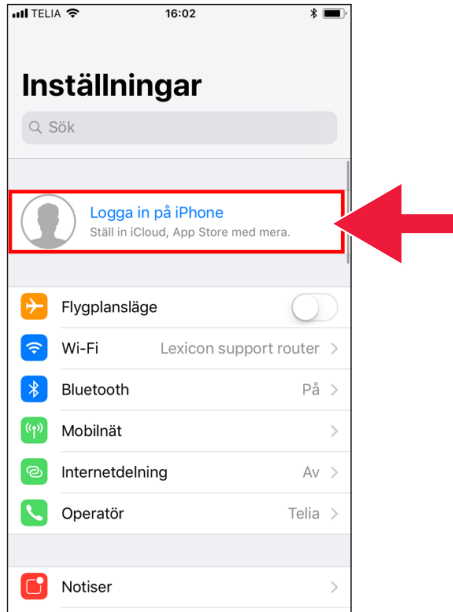 TELIA 16:02
Inställningar
Sök
Logga in på iPhone
Ställ in iCloud, App Store med mera.
Flygplansläge
Wi-Fi Lexicon support router
Bluetooth På
Mobilnät
Internetdelning Av
Operatör Telia
Notiser